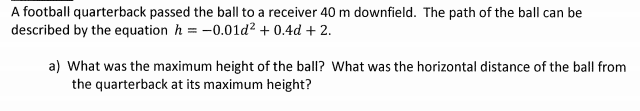 A football quarterback passed the ball to a receiver 40 m downfield. The path of the ball can be
described by the equation h = −0.01d² + 0.4d + 2.
a) What was the maximum height of the ball? What was the horizontal distance of the ball from
the quarterback at its maximum height?